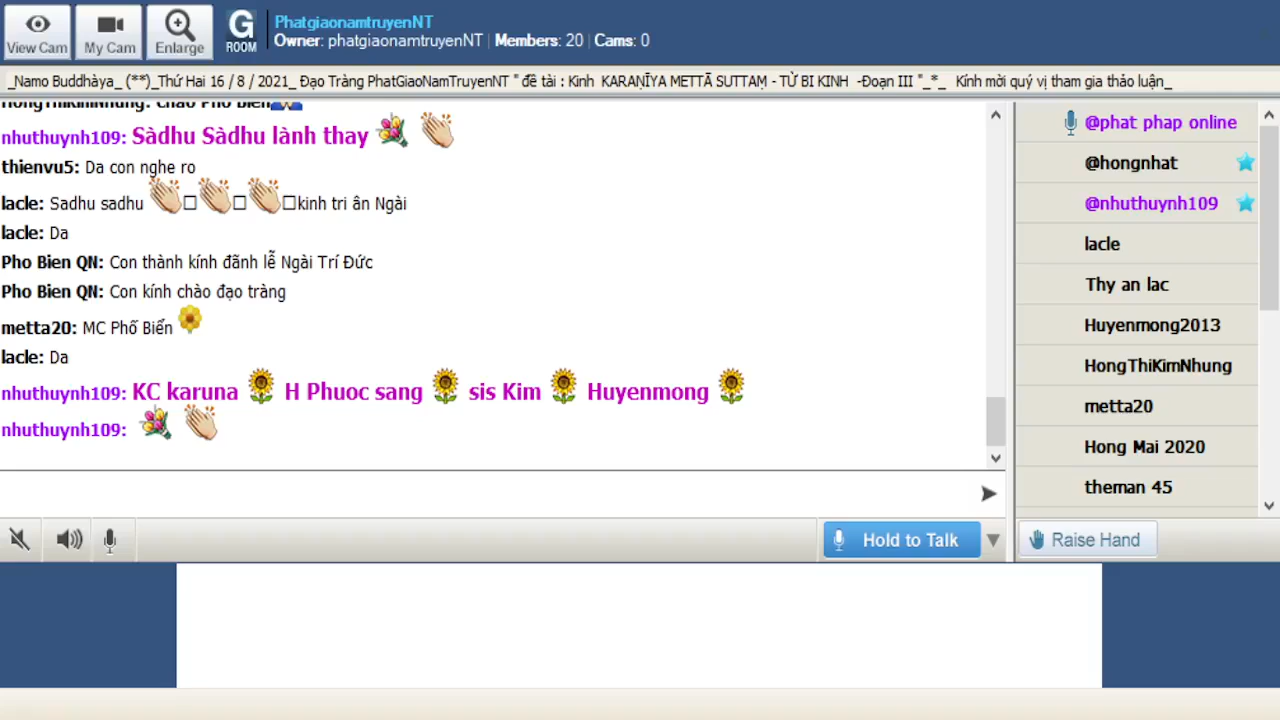 View Cam
My Cam
Enlarge
G
ROOM
PhatgiaonamtruyenNT
Owner: phatgiaonamtruyenNT | Members: 20 | Cams: 0
_Namo Buddhàya_ (**)_Thứ Hai 16 / 8 / 2021_ Đạo Tràng PhatGiaoNamTruyenNT " đề tài : Kinh KARAṆĪYA METTĀ SUTTAṂ - TỪ BI KINH -Đoạn III "_*_ Kính mời quý vị tham gia thảo luận_
HongThiKimNhung: Chao Pho Bien
nhuthuynh109: Sàdhu Sàdhu lành thay
thienvu5: Da con nghe ro
lacle: Sadhu sadhu kinh tri ân Ngài
lacle: Da
Pho Bien QN: Con thành kính đãnh lễ Ngài Trí Đức
Pho Bien QN: Con kính chào đạo tràng
metta20: MC Phố Biển
lacle: Da
nhuthuynh109: KC karuna H Phuoc sang sis Kim Huyenmong
nhuthuynh109:
@phat phap online
@hongnhat
@nhuthuynh109
lacle
Thy an lac
Huyenmong2013
HongThiKimNhung
metta20
Hong Mai 2020
theman 45
Hold to Talk
Raise Hand